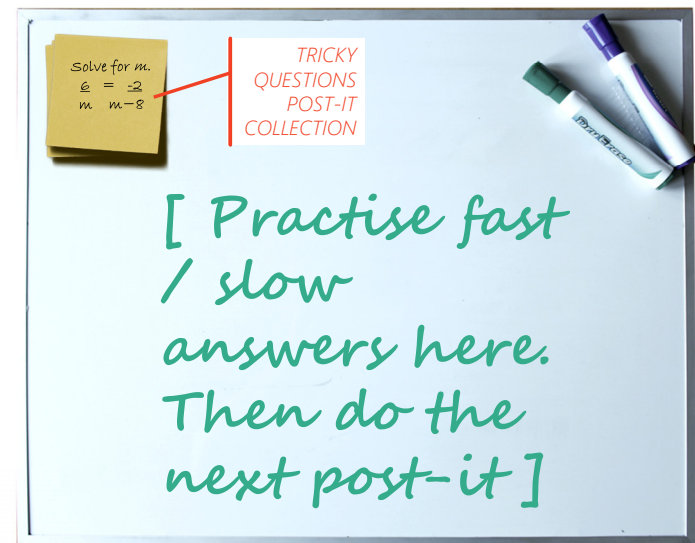 Solve for m.
6 = -2
m m-8
TRICKY
QUESTIONS
POST-IT
COLLECTION
[ Practise fast
/ slow
answers here.
Then do the
next post-it ]